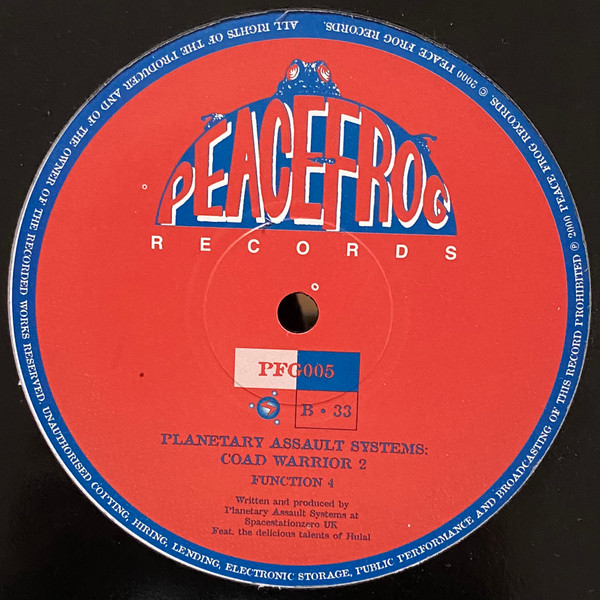 PEACEFROG
RECORDS
PFG005
B • 33
PLANETARY ASSAULT SYSTEMS:
COAD WARRIOR 2
FUNCTION 4
Written and produced by
Planetary Assault Systems at
Spacestationzero UK
Feat. the delicious talents of Hulal
ALL RIGHTS OF THE PRODUCER AND OF THE OWNER OF THE RECORDED WORKS RESERVED. UNAUTHORISED COPYING, HIRING, LENDING, ELECTRONIC STORAGE, PUBLIC PERFORMANCE AND BROADCASTING OF THIS RECORD PROHIBITED ℗ 2000 PEACE FROG RECORDS. © 2000 PEACE FROG RECORDS.